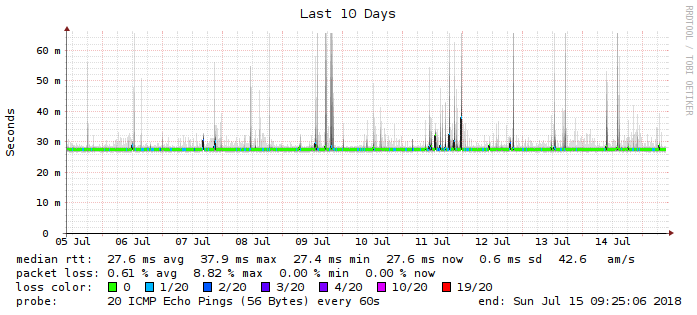 Last 10 Days
RRDTOOL / TOBI OETIKER
Seconds
60 m
50 m
40 m
30 m
20 m
10 m
0
05 Jul 06 Jul 07 Jul 08 Jul 09 Jul 10 Jul 11 Jul 12 Jul 13 Jul 14 Jul
median rtt: 27.6 ms avg 37.9 ms max 27.4 ms min 27.6 ms now 0.6 ms sd 42.6 am/s
packet loss: 0.61 % avg 8.82 % max 0.00 % min 0.00 % now
loss color: 0 1/20 2/20 3/20 4/20 10/20 19/20
probe: 20 ICMP Echo Pings (56 Bytes) every 60s end: Sun Jul 15 09:25:06 2018